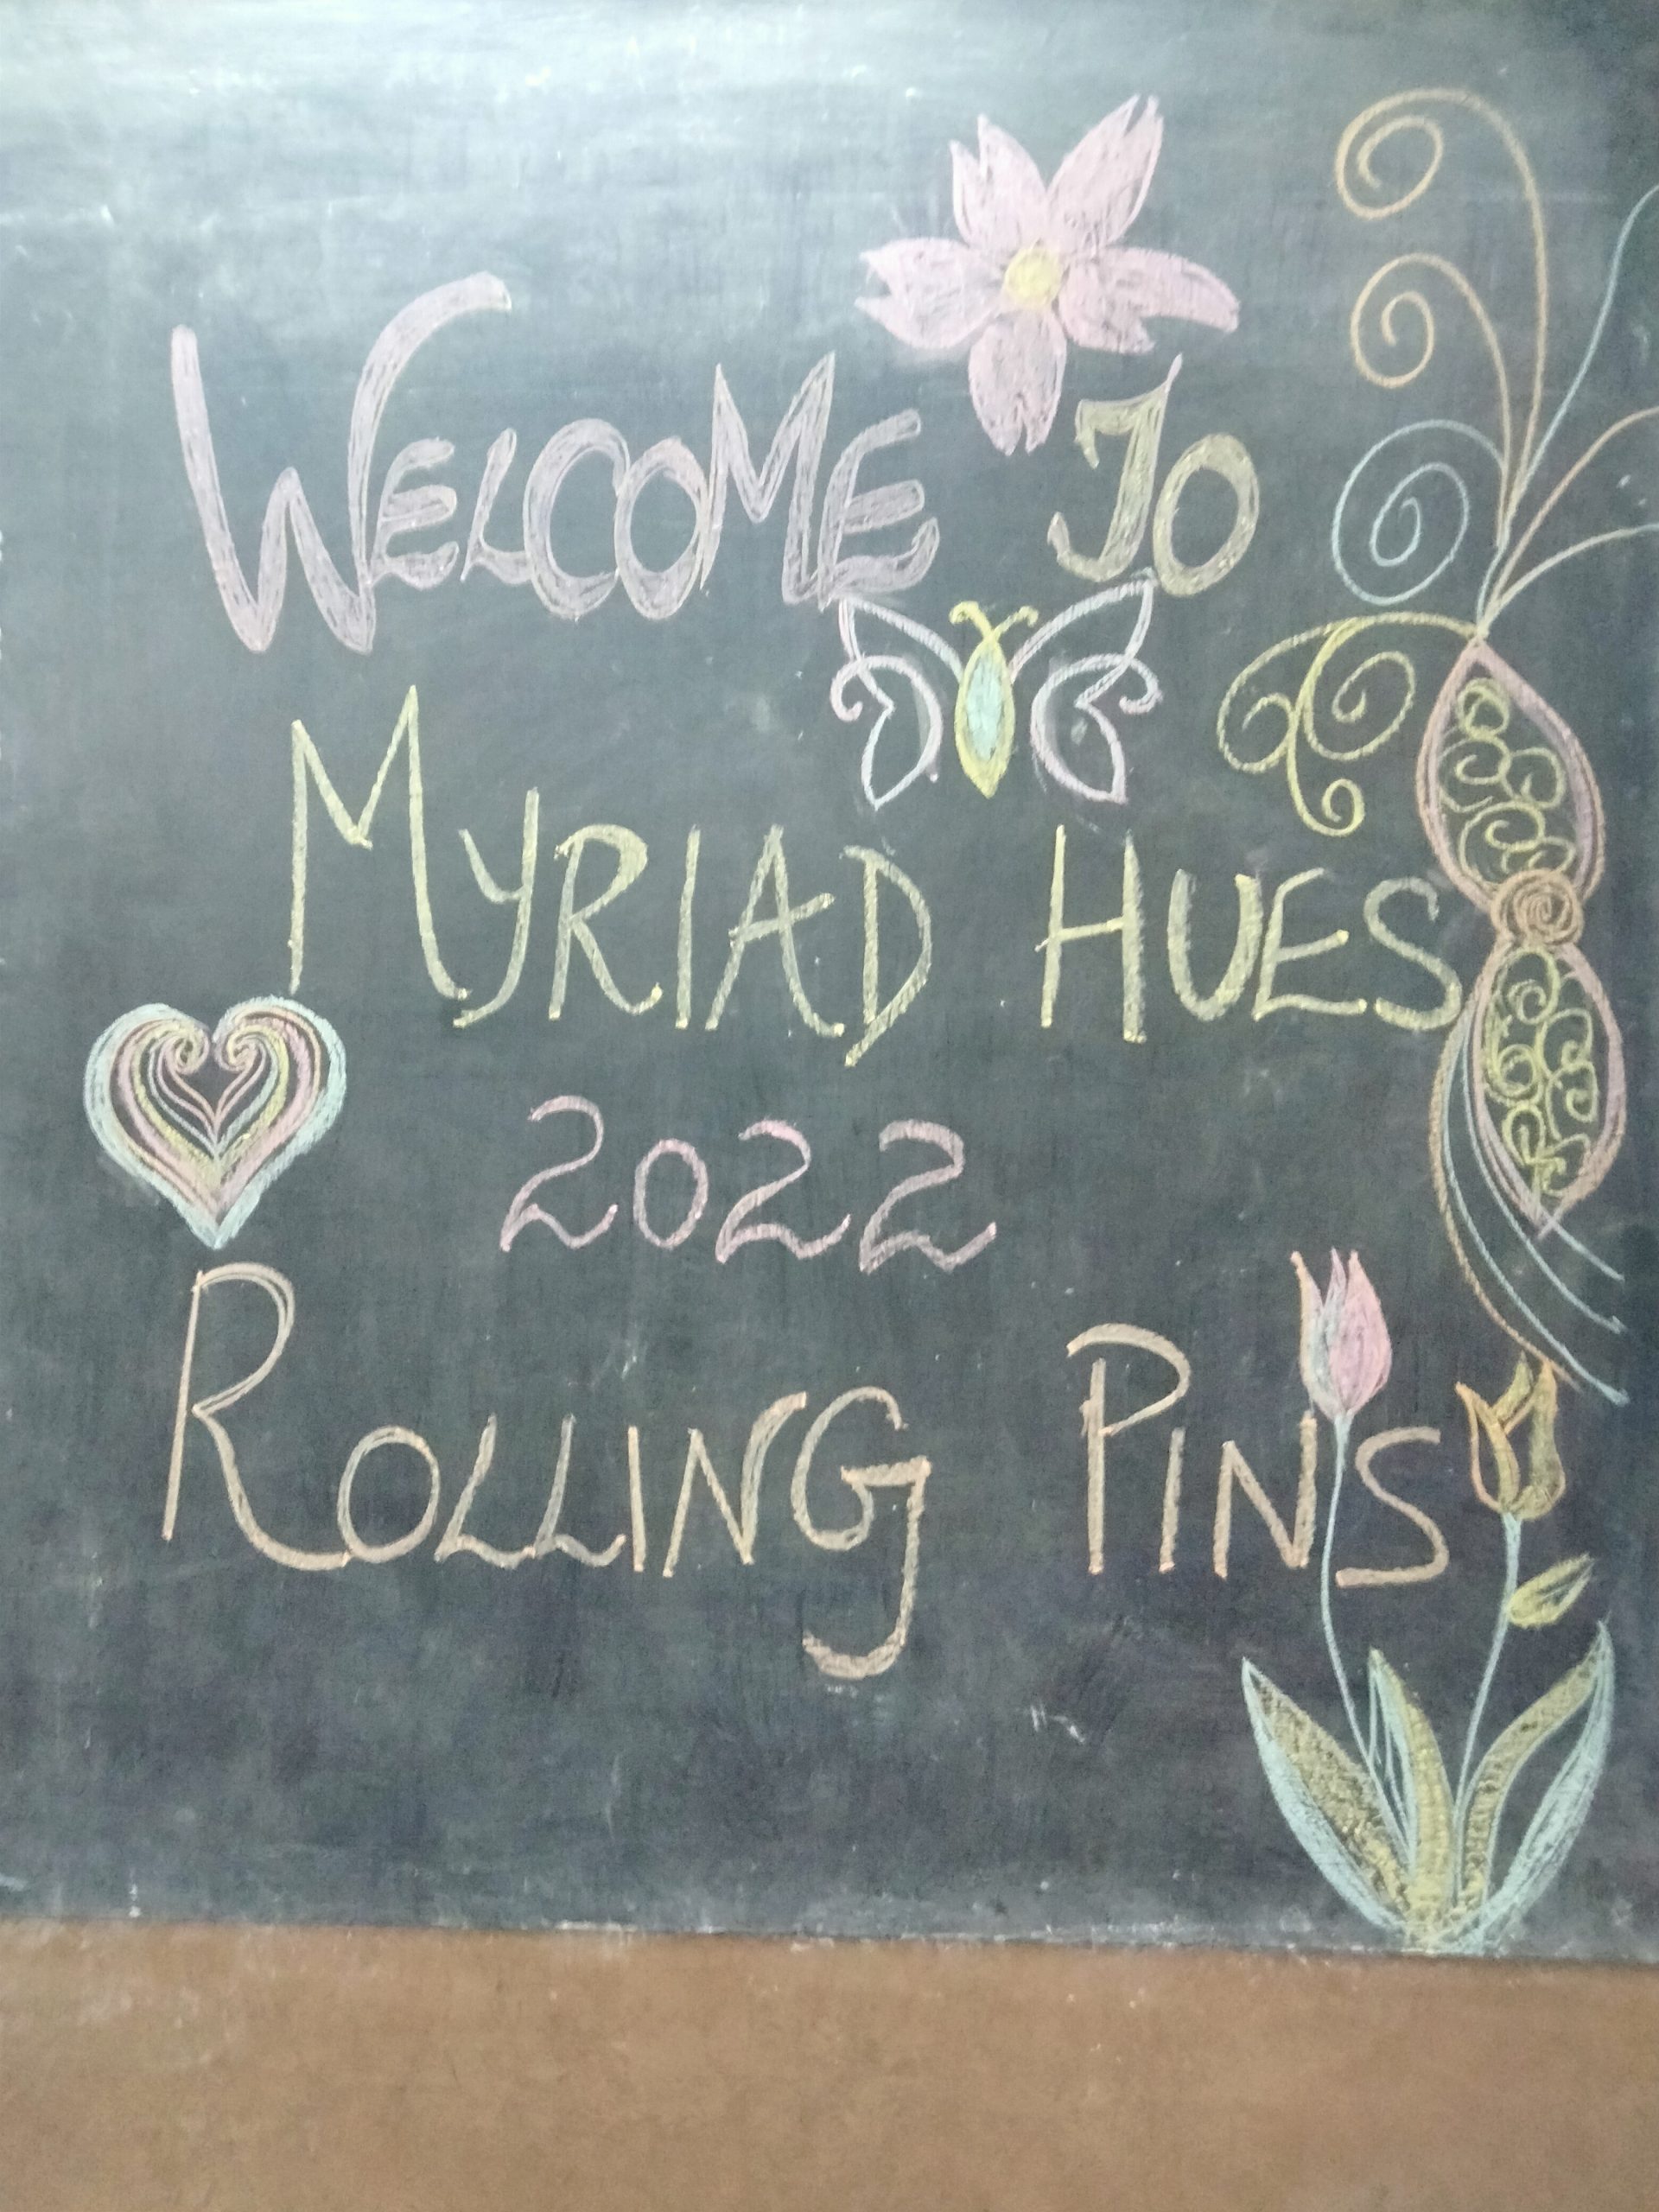 WELCOME TO
MYRIAD HUES
2022
ROLLING PINS